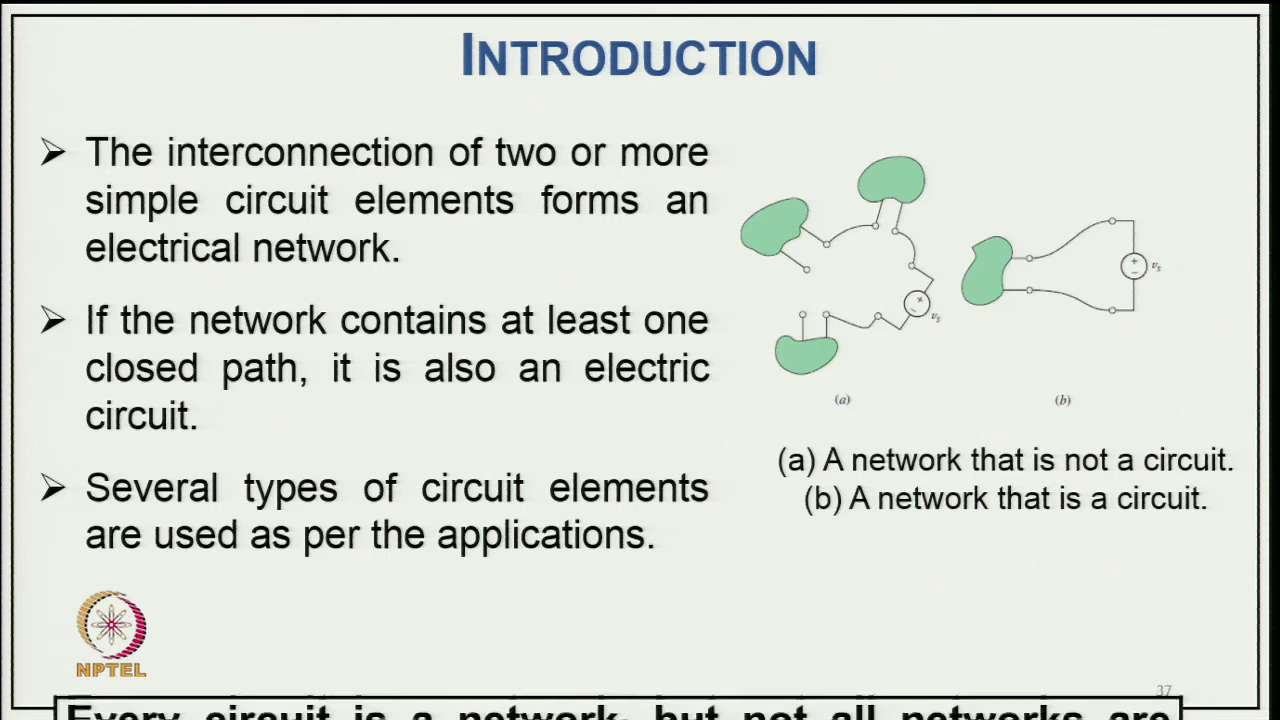 INTRODUCTION
➢ The interconnection of two or more
simple circuit elements forms an
electrical network.
➢ If the network contains at least one
closed path, it is also an electric
circuit.
➢ Several types of circuit elements
are used as per the applications.
+
−
vs
+
−
vs
(a)
(b)
(a) A network that is not a circuit.
(b) A network that is a circuit.
NPTEL
37
Every circuit is a network, but not all networks are